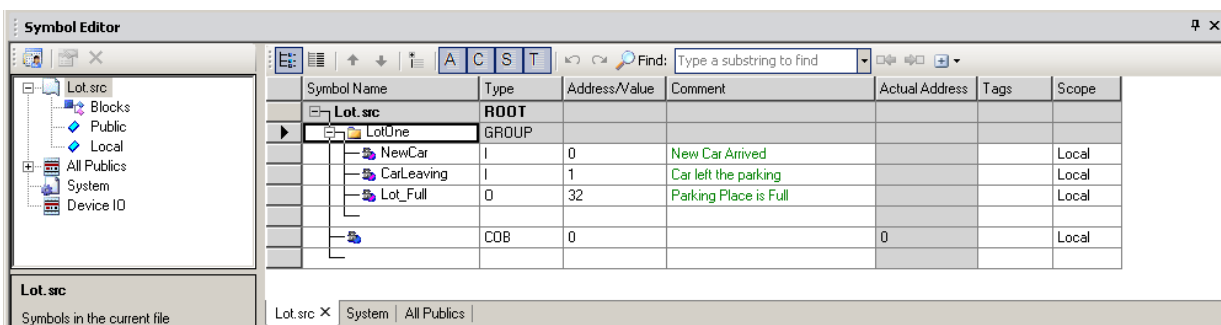 Symbol Editor
A C S T Find: Type a substring to find
Lot.src
Blocks
Public
Local
All Publics
System
Device IO
Symbol Name Type Address/Value Comment Actual Address Tags Scope
Lot.src ROOT
LotOne GROUP
NewCar I 0 New Car Arrived Local
CarLeaving I 1 Car left the parking Local
Lot_Full O 32 Parking Place is Full Local
COB 0 0 Local
Lot.src
Symbols in the current file
Lot.src System All Publics